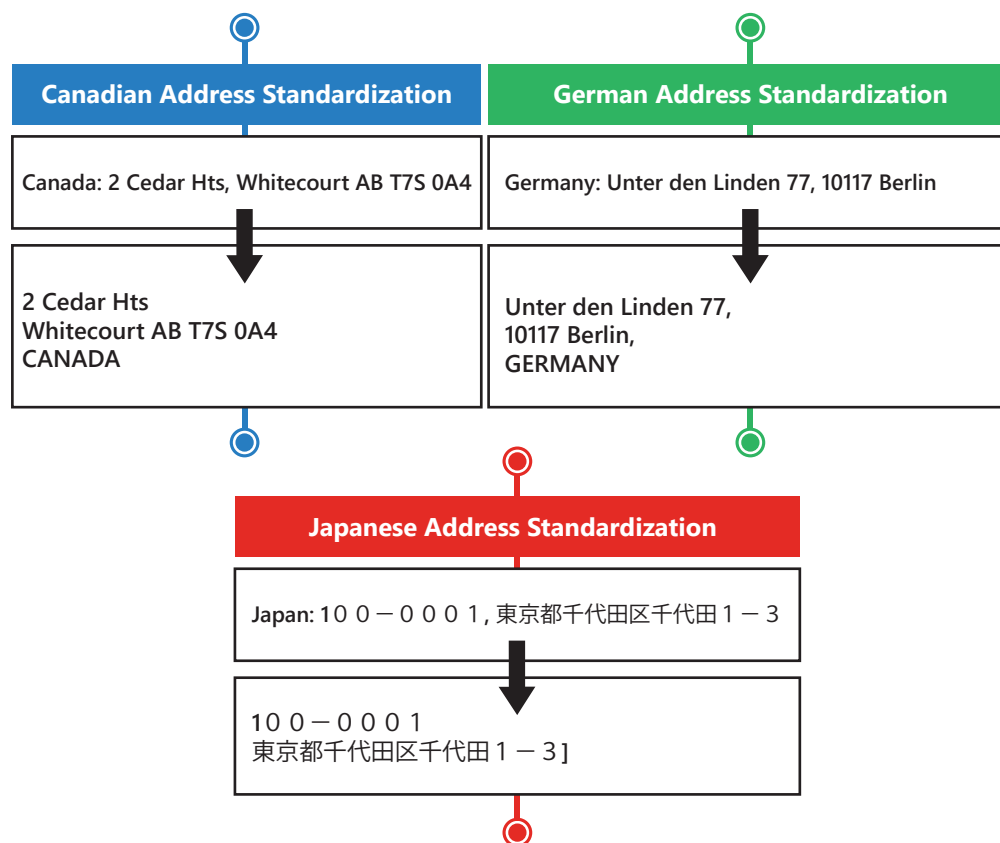 Canadian Address Standardization
Canada: 2 Cedar Hts, Whitecourt AB T7S 0A4
2 Cedar Hts
Whitecourt AB T7S 0A4
CANADA
German Address Standardization
Germany: Unter den Linden 77, 10117 Berlin
Unter den Linden 77,
10117 Berlin,
GERMANY
Japanese Address Standardization
Japan: 1００－０００１, 東京都千代田区千代田１－３
1００－０００１
東京都千代田区千代田１－３]